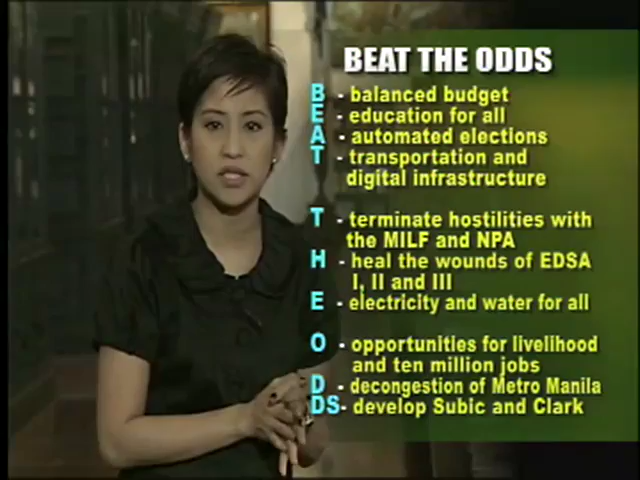 BEAT THE ODDS
B - balanced budget
E - education for all
A - automated elections
T - transportation and
digital infrastructure
T - terminate hostilities with
the MILF and NPA
H - heal the wounds of EDSA
I, II and III
E - electricity and water for all
O - opportunities for livelihood
and ten million jobs
D - decongestion of Metro Manila
DS- develop Subic and Clark